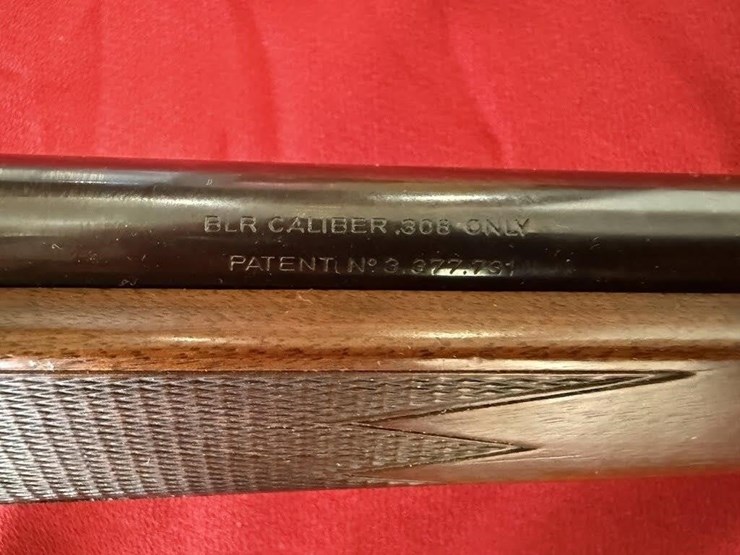 BLR CALIBER .308 ONLY
PATENT Nº 3.377.731